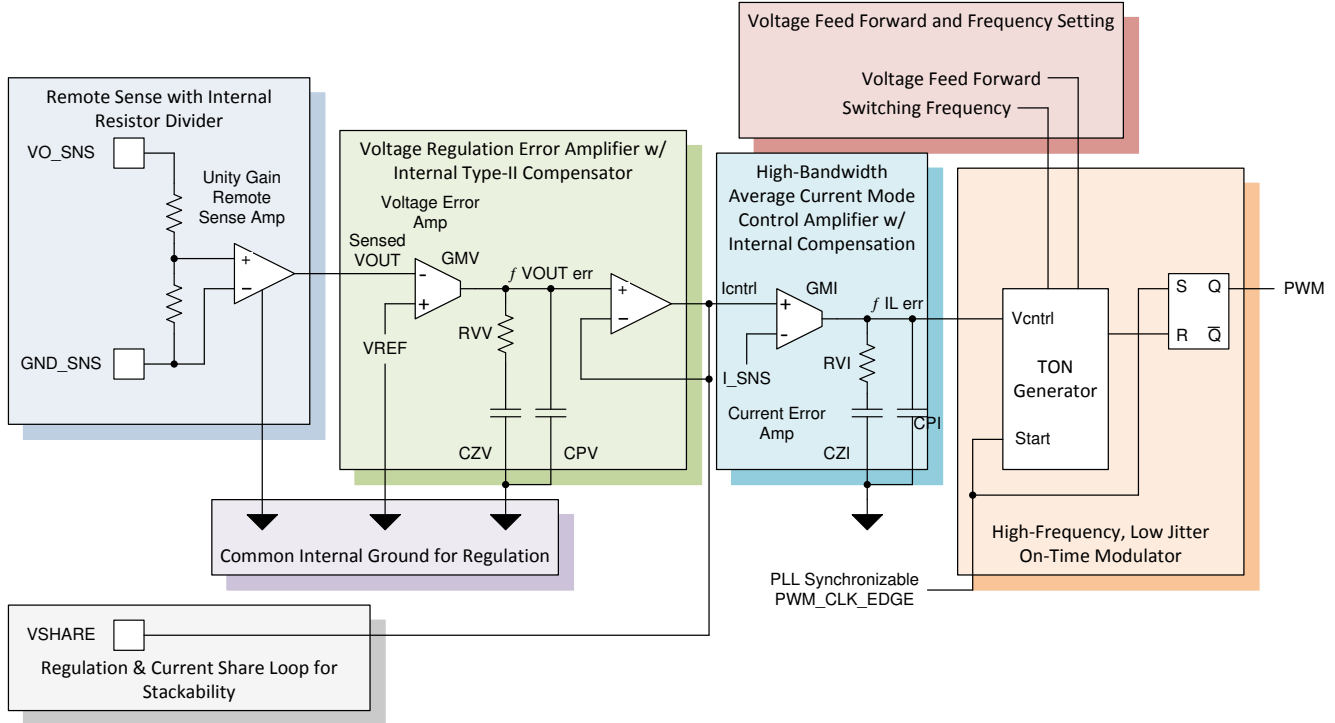 Voltage Feed Forward and Frequency Setting
Voltage Feed Forward
Switching Frequency
Remote Sense with Internal
Resistor Divider
VO_SNS
Unity Gain
Remote
Sense Amp
+
−
GND_SNS
Voltage Regulation Error Amplifier w/
Internal Type-II Compensator
Voltage Error
Amp
Sensed
VOUT
GMV
-
+
VREF
ƒ VOUT err
RVV
CZV
CPV
+
−
High-Bandwidth
Average Current Mode
Control Amplifier w/
Internal Compensation
Icntrl
GMI
+
-
I_SNS
ƒ IL err
RVI
Current Error
Amp
CPI
CZI
Vcntrl
TON
Generator
Start
S Q
R Q̅
PWM
High-Frequency, Low Jitter
On-Time Modulator
Common Internal Ground for Regulation
PLL Synchronizable
PWM_CLK_EDGE
VSHARE
Regulation & Current Share Loop for
Stackability